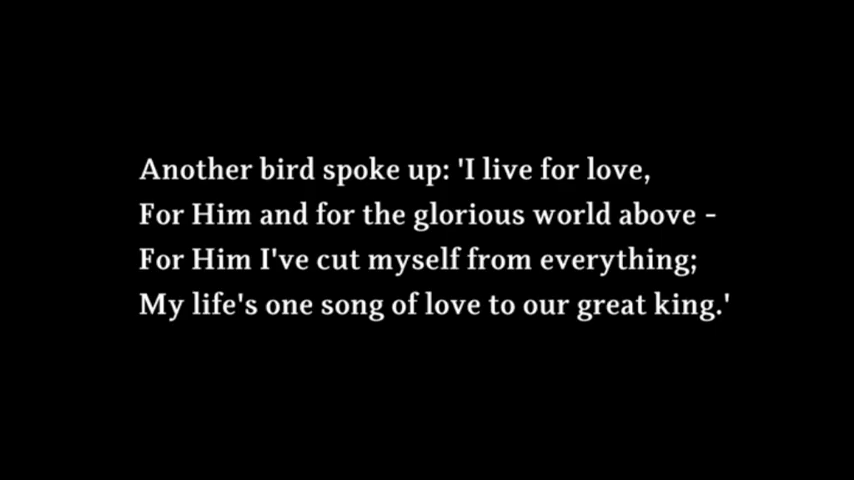 Another bird spoke up: 'I live for love,
For Him and for the glorious world above -
For Him I've cut myself from everything;
My life's one song of love to our great king.'